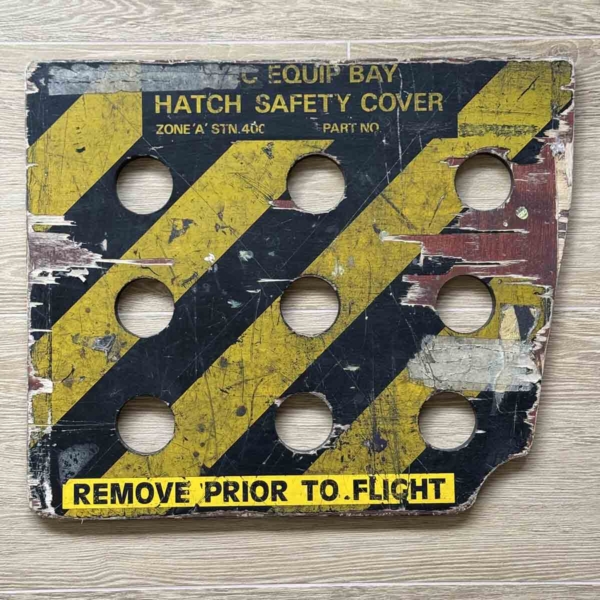 C EQUIP BAY
HATCH SAFETY COVER
ZONE 'A' STN. 400 PART NO
REMOVE PRIOR TO.FLIGHT